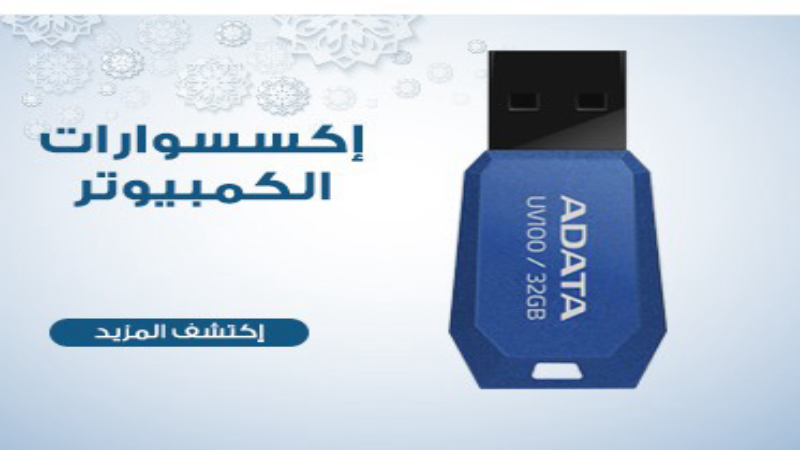 إكسسوارات
الكمبيوتر
إكتشف المزيد
ADATA
UV100 / 32GB